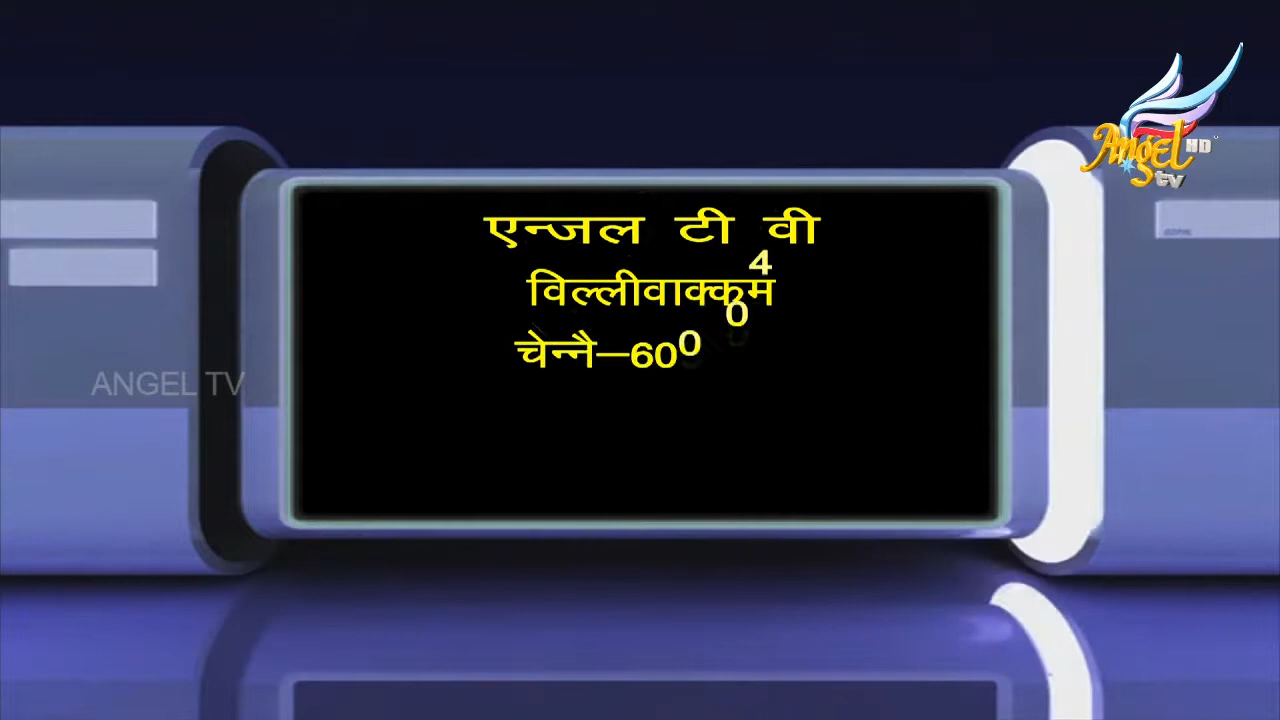 एन्जल टी वी
विल्लीवाक्कम
चेन्नै–600 0 4
ANGEL TV
Angel HD
tv